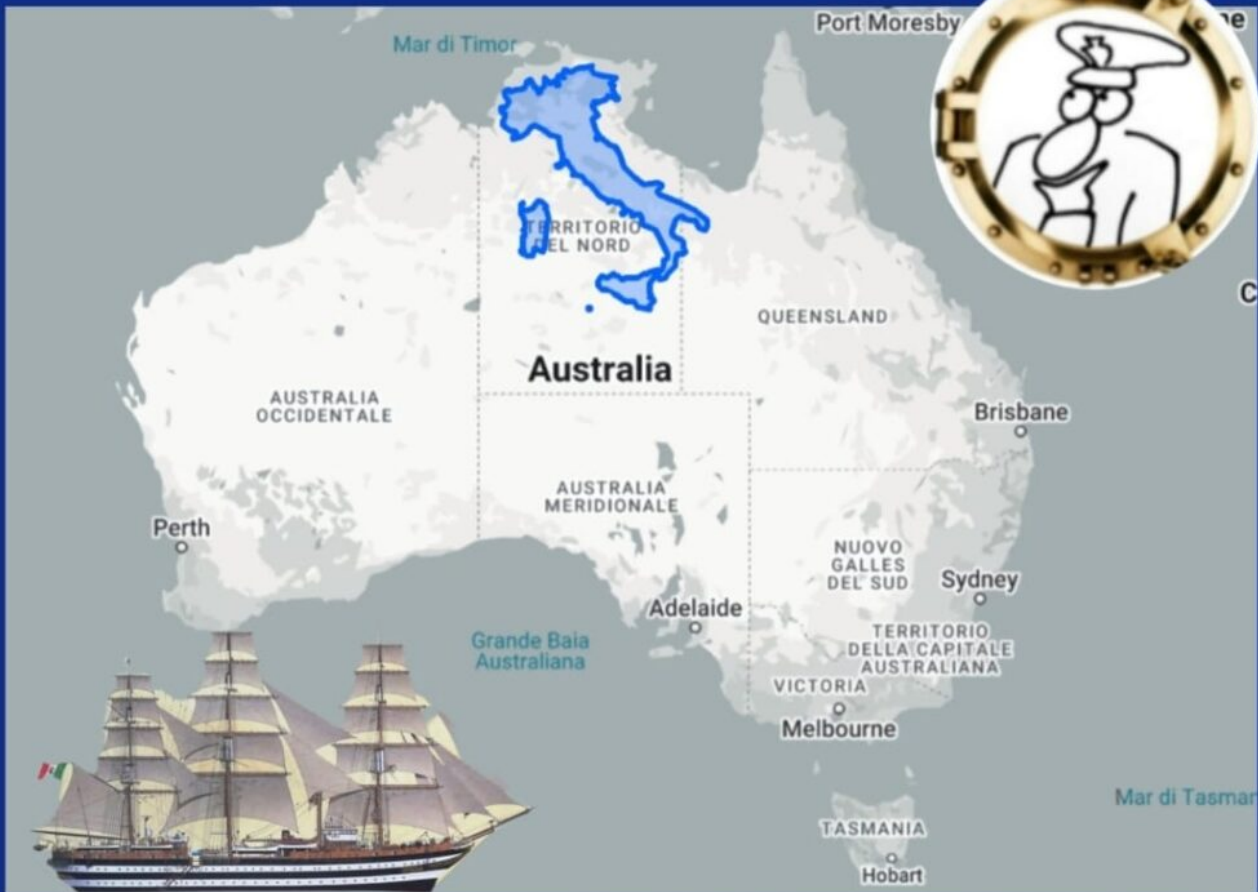 Port Moresby
Mar di Timor
TERRITORIO
DEL NORD
QUEENSLAND
Australia
AUSTRALIA
OCCIDENTALE
Brisbane
AUSTRALIA
MERIDIONALE
Perth
NUOVO
GALLES
DEL SUD
Sydney
Adelaide
Grande Baia
Australiana
TERRITORIO
DELLA CAPITALE
AUSTRALIANA
VICTORIA
Melbourne
Mar di Tasman
TASMANIA
Hobart